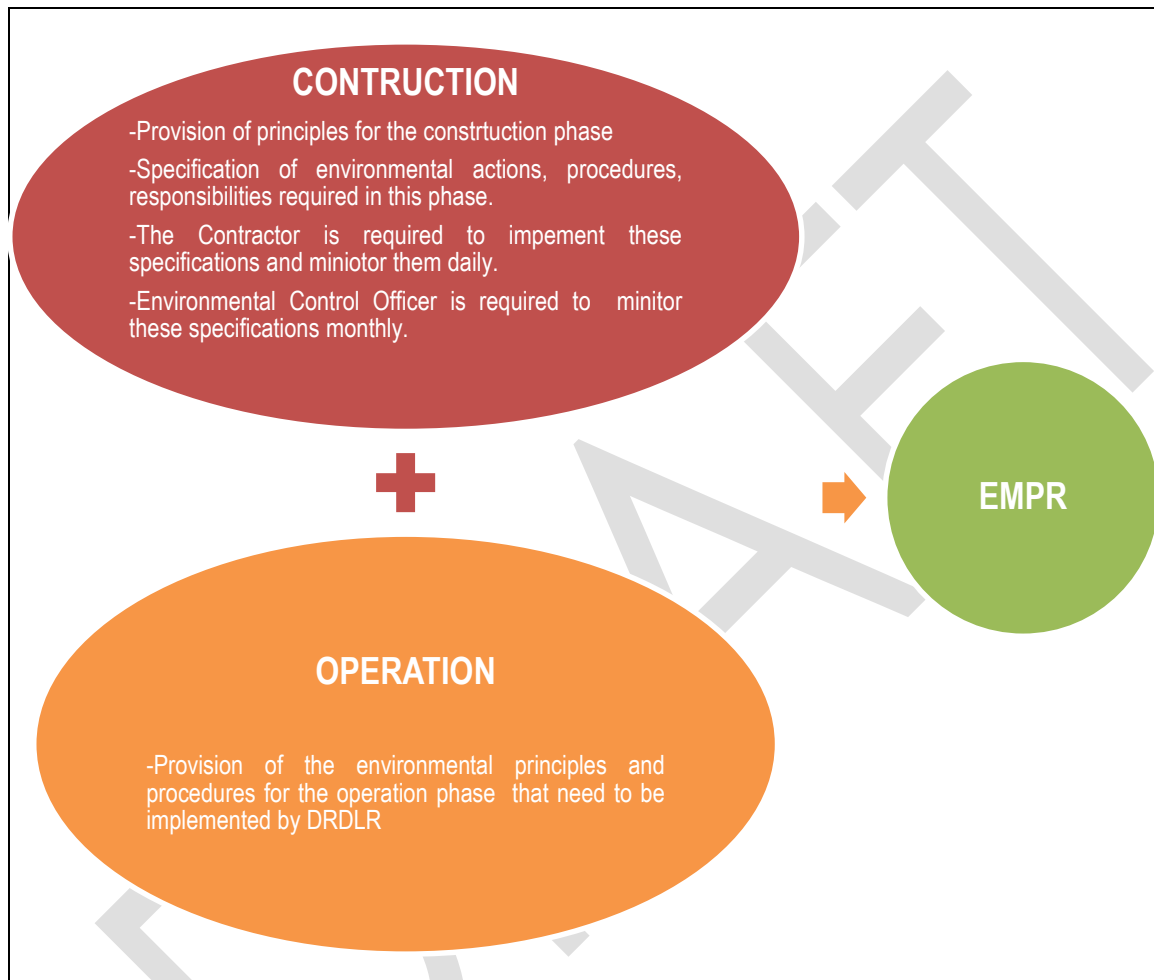 CONTRUCTION
-Provision of principles for the constrtuction phase
-Specification of environmental actions, procedures,
responsibilities required in this phase.
-The Contractor is required to impement these
specifications and miniotor them daily.
-Environmental Control Officer is required to minitor
these specifications monthly.
EMPR
OPERATION
-Provision of the environmental principles and
procedures for the operation phase that need to be
implemented by DRDLR
DRAFT